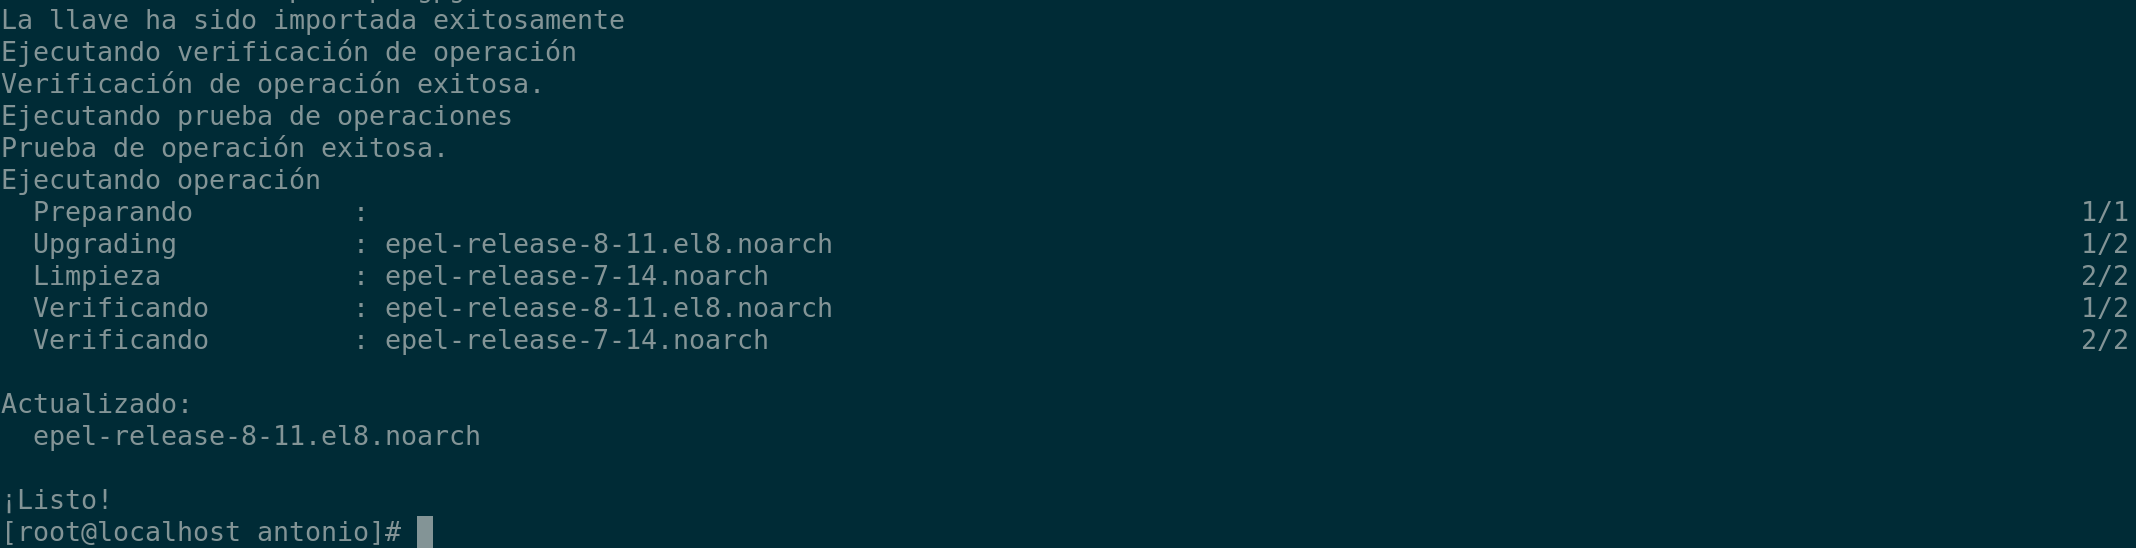 La llave ha sido importada exitosamente
Ejecutando verificación de operación
Verificación de operación exitosa.
Ejecutando prueba de operaciones
Prueba de operación exitosa.
Ejecutando operación
  Preparando          :                                                                                                           1/1
  Upgrading           : epel-release-8-11.el8.noarch                                                                              1/2
  Limpieza            : epel-release-7-14.noarch                                                                                  2/2
  Verificando         : epel-release-8-11.el8.noarch                                                                              1/2
  Verificando         : epel-release-7-14.noarch                                                                                  2/2

Actualizado:
  epel-release-8-11.el8.noarch

¡Listo!
[root@localhost antonio]#